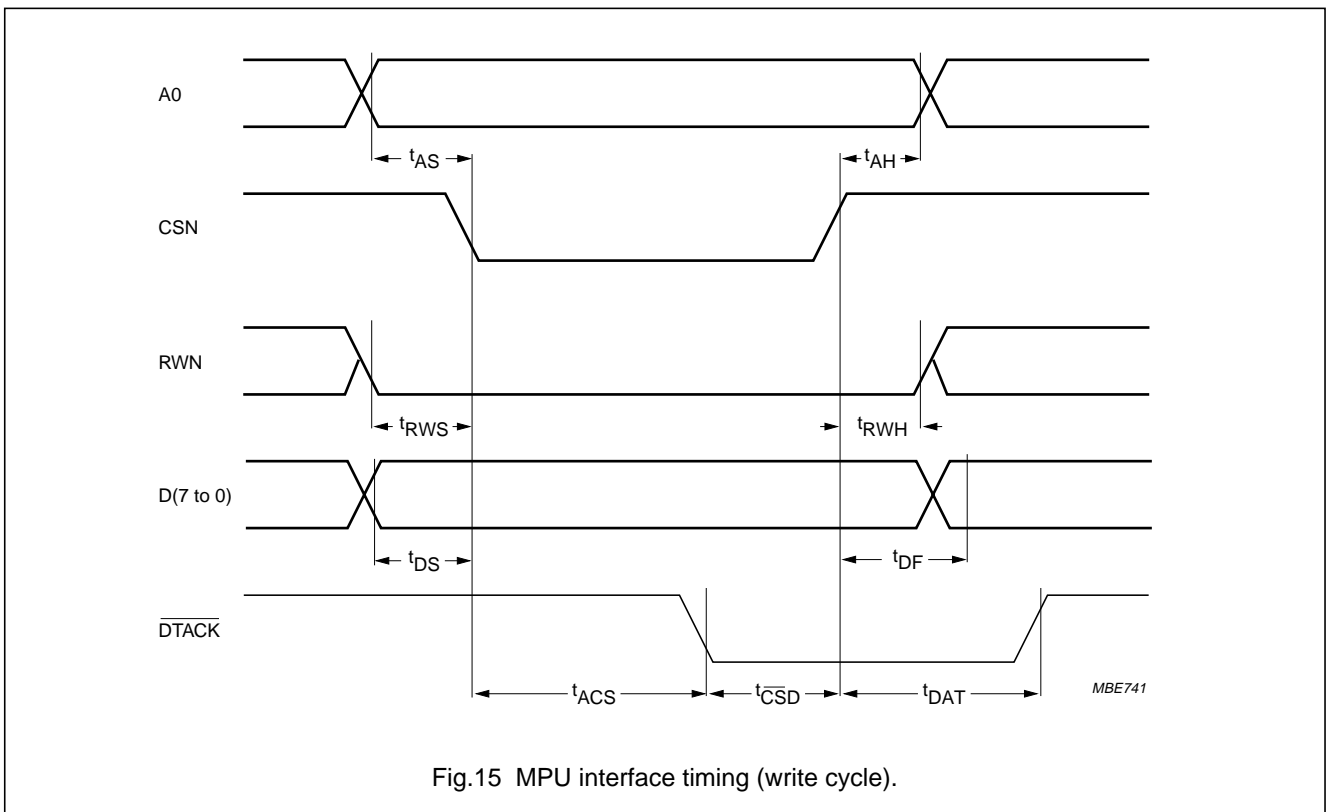 A0
tAS
tAH
CSN
RWN
tRWS
tRWH
D(7 to 0)
tDS
tDF
DTACK
tACS
tCSD
tDAT
MBE741
Fig.15 MPU interface timing (write cycle).